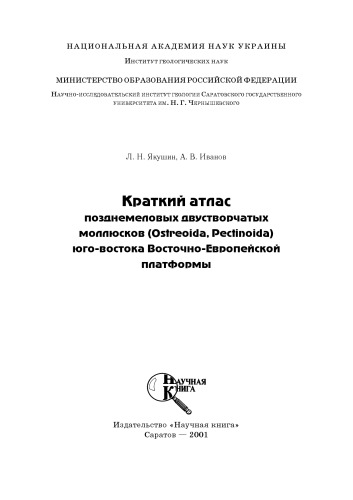 НАЦИОНАЛЬНАЯ АКАДЕМИЯ НАУК УКРАИНЫ
Институт геологических наук
МИНИСТЕРСТВО ОБРАЗОВАНИЯ РОССИЙСКОЙ ФЕДЕРАЦИИ
Научно-исследовательский институт геологии Саратовского государственного
университета им. Н. Г. Чернышевского
Л. Н. Якушин, А. В. Иванов
Краткий атлас
позднемеловых двустворчатых
моллюсков (Ostreoida, Pectinoida)
юго-востока Восточно-Европейской
платформы
НАУЧНАЯ
КНИГА
Издательство «Научная книга»
Саратов — 2001